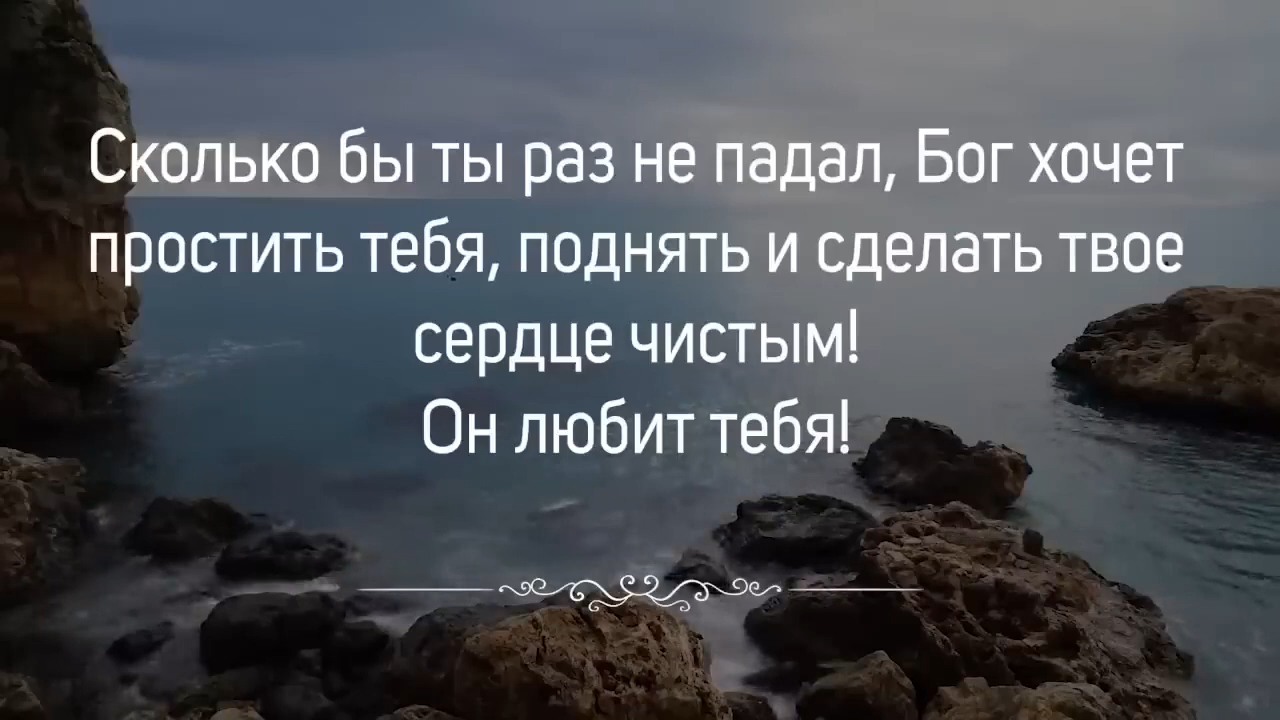 Сколько бы ты раз не падал, Бог хочет
простить тебя, поднять и сделать твое
сердце чистым!
Он любит тебя!